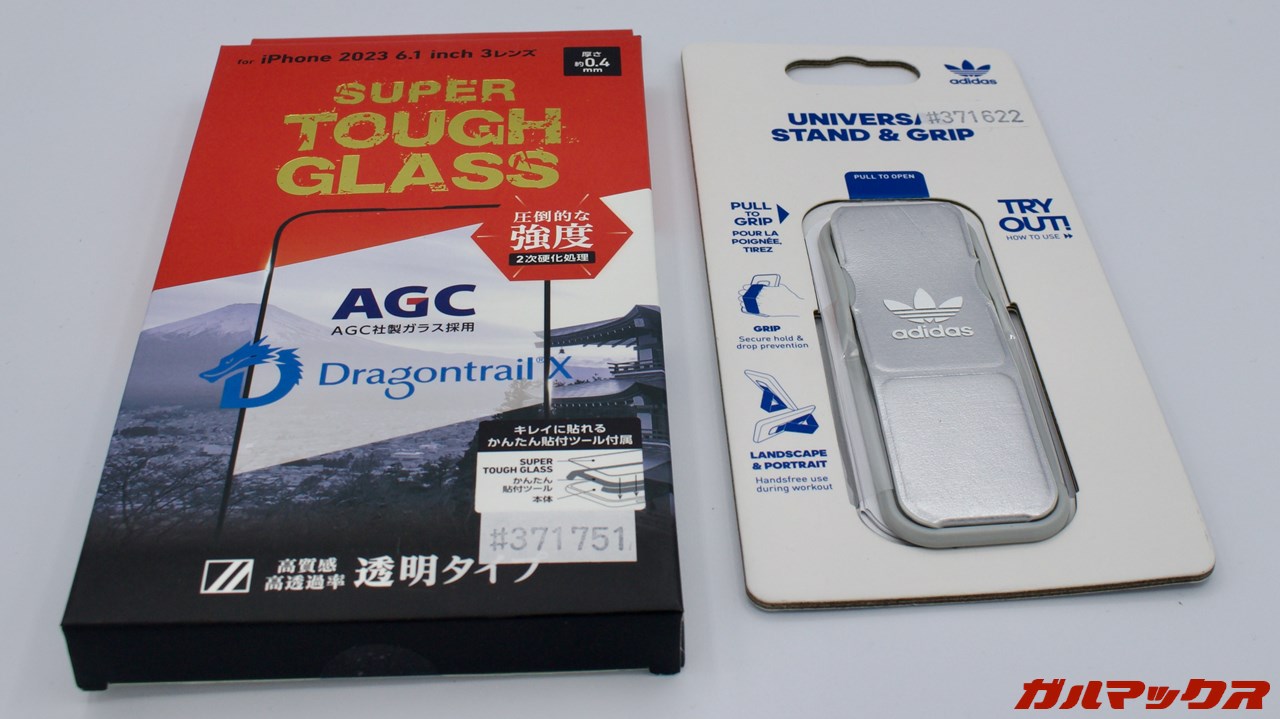 for iPhone 2023 6.1 inch 3レンズ
厚さ
約0.4
mm
SUPER
TOUGH
GLASS
圧倒的な
強度
2次硬化処理
AGC
AGC社製ガラス採用
Dragontrail® X
キレイに貼れる
かんたん貼付ツール付属
SUPER
TOUGH GLASS
かんたん
貼付ツール
本体
#371751
高質感
高透過率
透明タイプ
adidas
UNIVERSA
#371622
STAND & GRIP
PULL TO OPEN
PULL
TO
GRIP
POUR LA
POIGNÉE,
TIREZ
TRY
OUT!
HOW TO USE
adidas
GRIP
Secure hold &
drop prevention
LANDSCAPE
& PORTRAIT
Handsfree use
during workout
ガルマックス